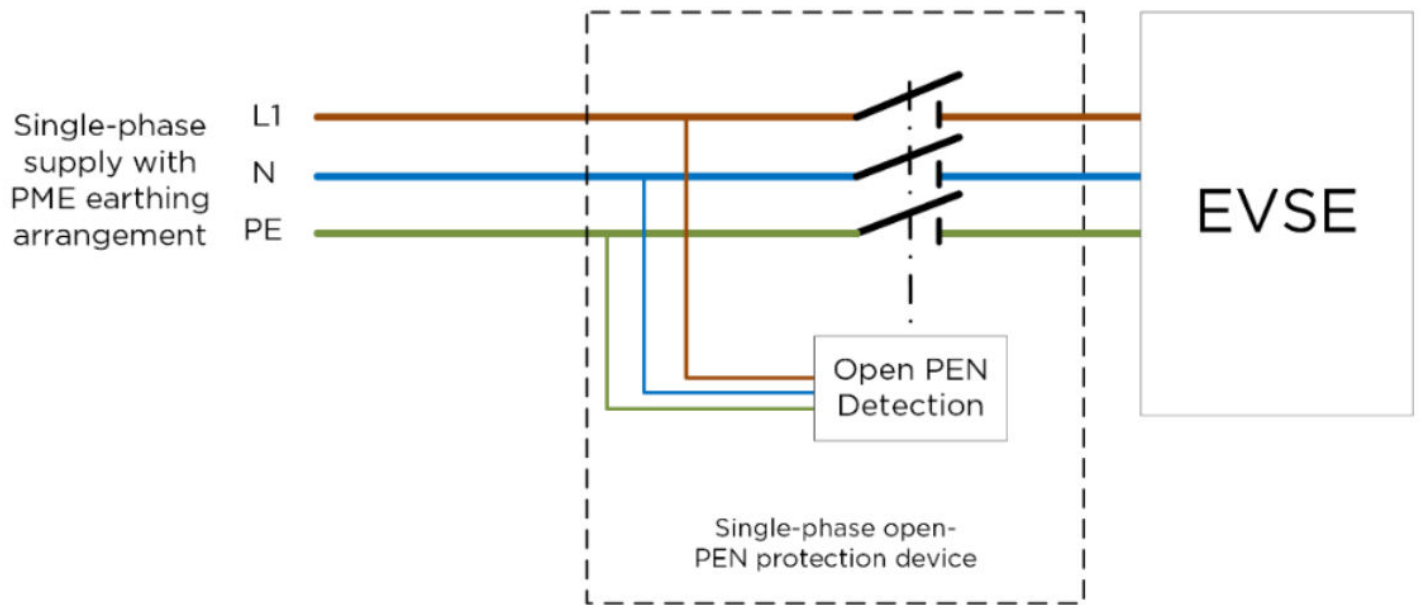 Single-phase
supply with
PME earthing
arrangement
L1
N
PE
EVSE
Open PEN
Detection
Single-phase open-
PEN protection device